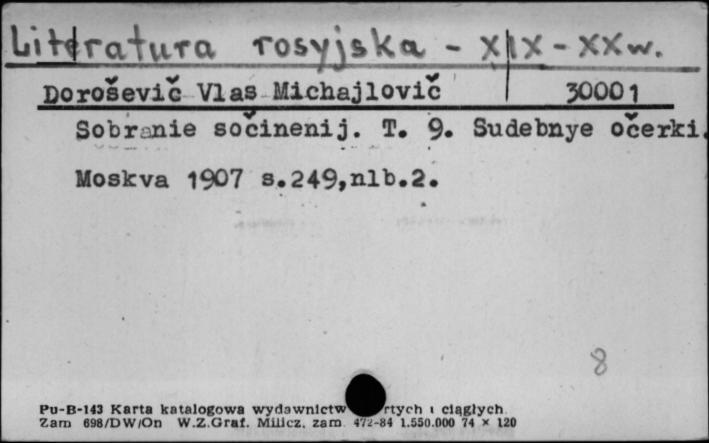 Literatura rosyjska - XIX - XX w.
Doroševič Vlas Michajlovič 30001
Sobranie sočinenij. T. 9. Sudebnye očerki.
Moskva 1907 s.249,nlb.2.
8
Pu-B-143 Karta katalogowa wydawnictw rtych i ciągłych
Zam 698/DW/On W.Z.Graf. Milicz, zam. 472-84 1.550.000 74 × 120